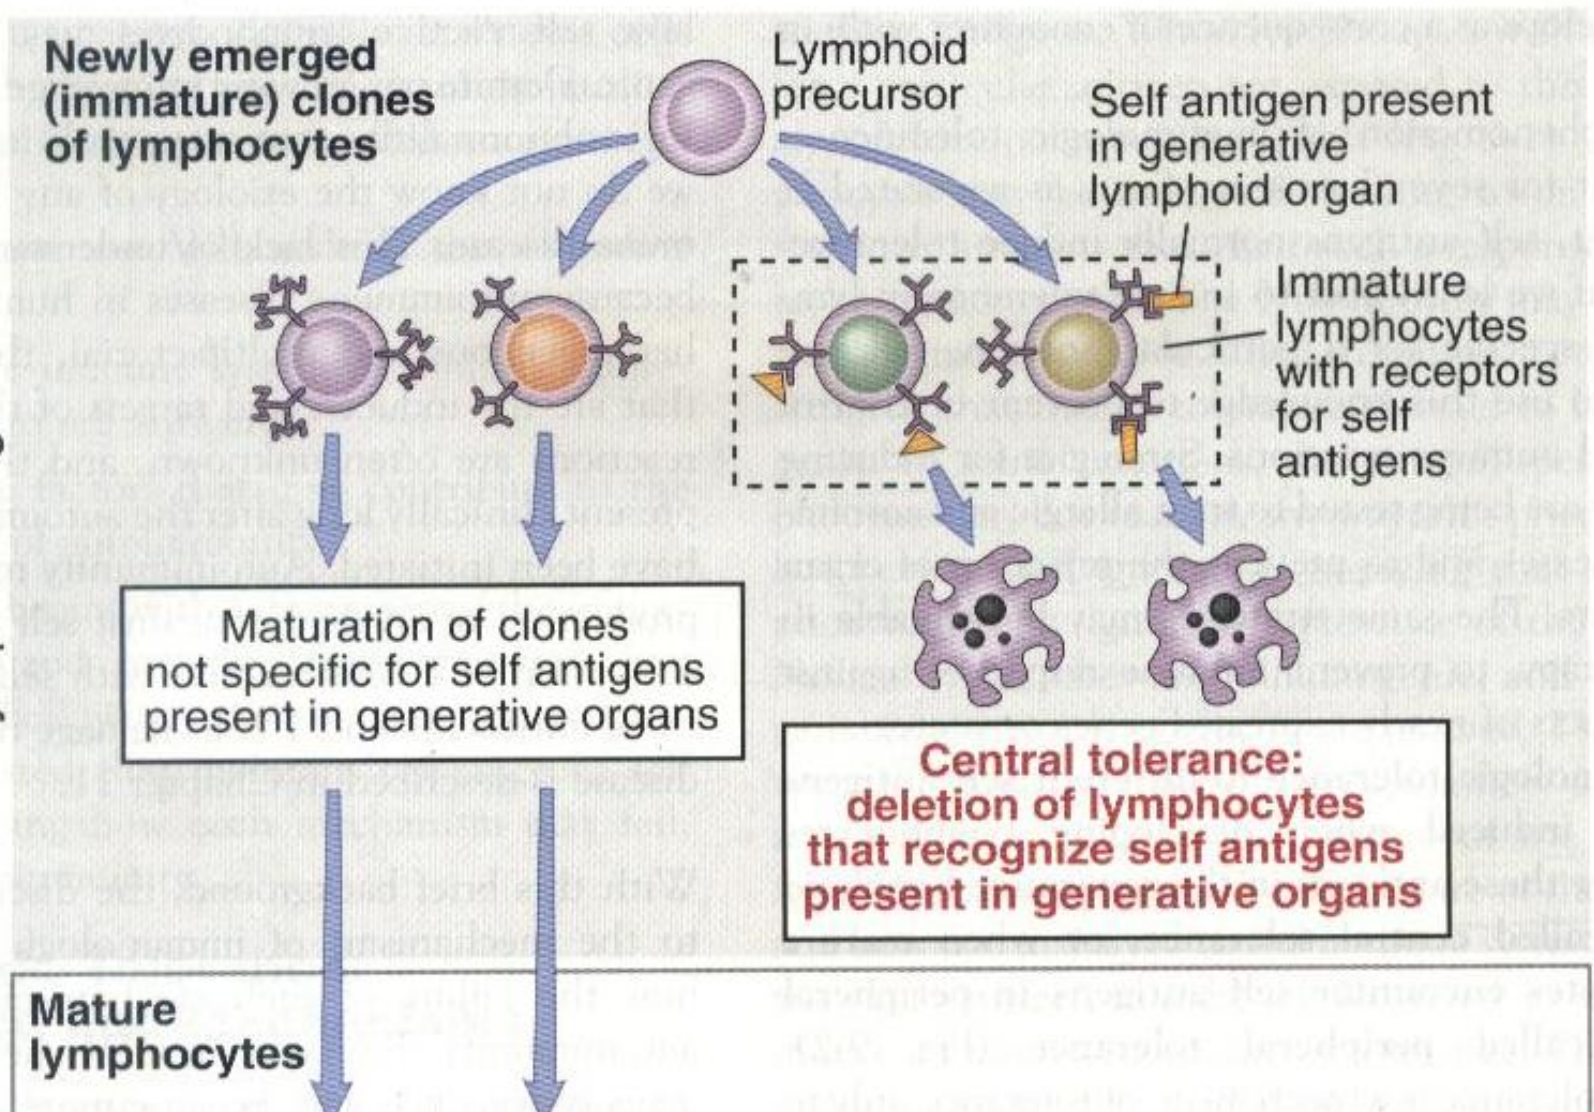 Newly emerged
(immature) clones
of lymphocytes
Lymphoid
precursor
Self antigen present
in generative
lymphoid organ
Immature
lymphocytes
with receptors
for self
antigens
Maturation of clones
not specific for self antigens
present in generative organs
Central tolerance:
deletion of lymphocytes
that recognize self antigens
present in generative organs
Mature
lymphocytes